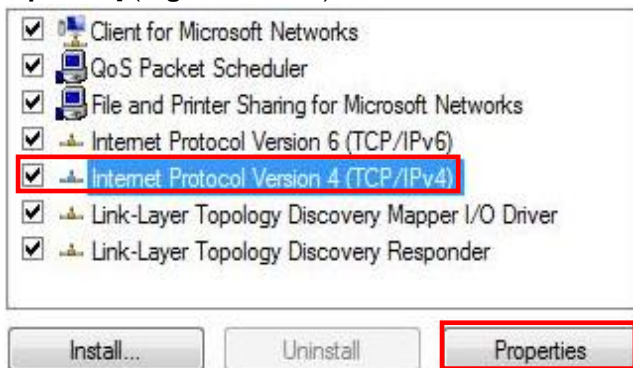 Client for Microsoft Networks
QoS Packet Scheduler
File and Printer Sharing for Microsoft Networks
Internet Protocol Version 6 (TCP/IPv6)
Internet Protocol Version 4 (TCP/IPv4)
Link-Layer Topology Discovery Mapper I/O Driver
Link-Layer Topology Discovery Responder
Install... Uninstall Properties